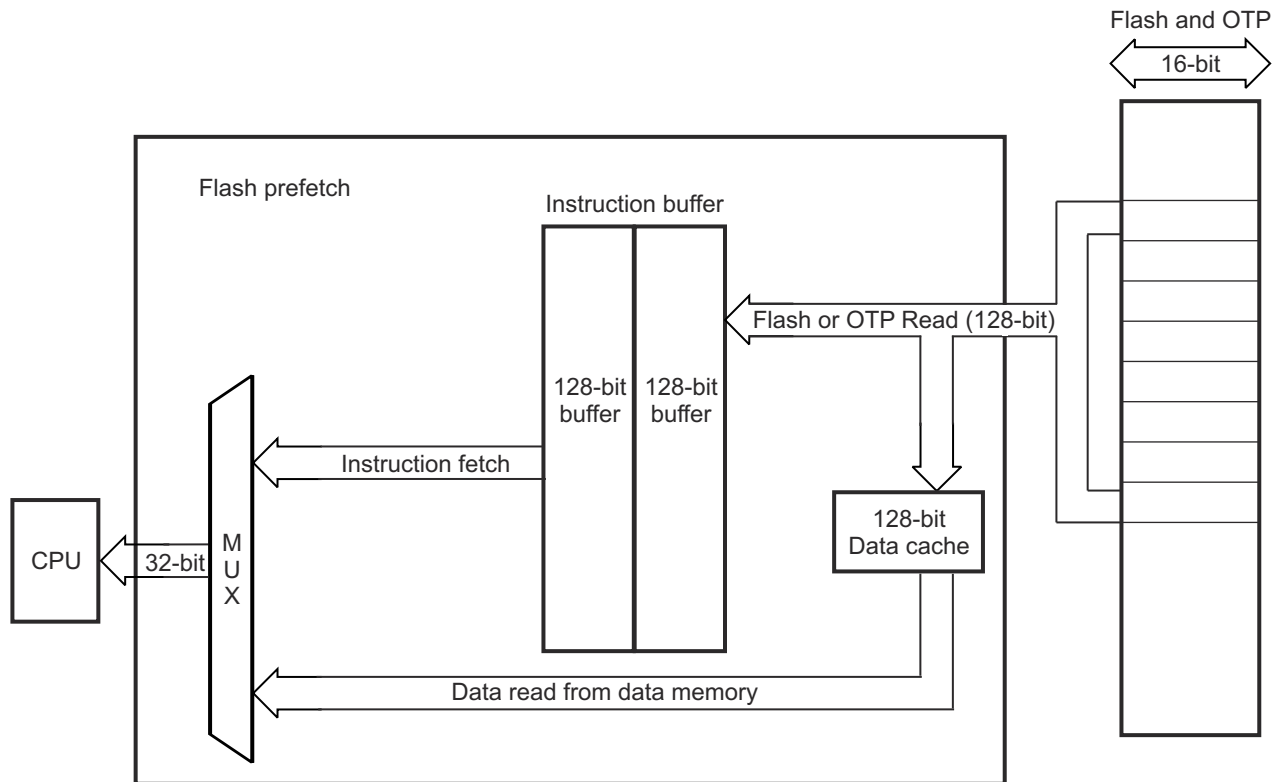 Flash and OTP
16-bit
Flash prefetch
Instruction buffer
Flash or OTP Read (128-bit)
128-bit
buffer
128-bit
buffer
Instruction fetch
128-bit
Data cache
CPU
32-bit
M
U
X
Data read from data memory